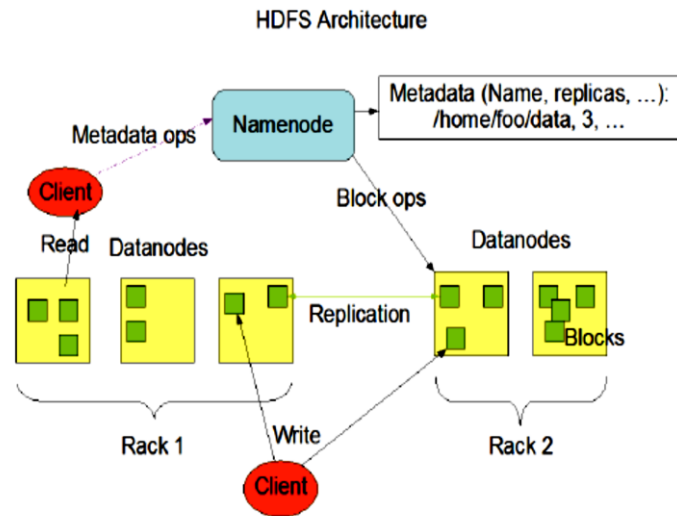 HDFS Architecture
Metadata (Name, replicas, ...):
/home/foo/data, 3, ...
Namenode
Metadata ops
Client
Block ops
Read
Datanodes
Datanodes
Replication
Blocks
Rack 1
Write
Rack 2
Client